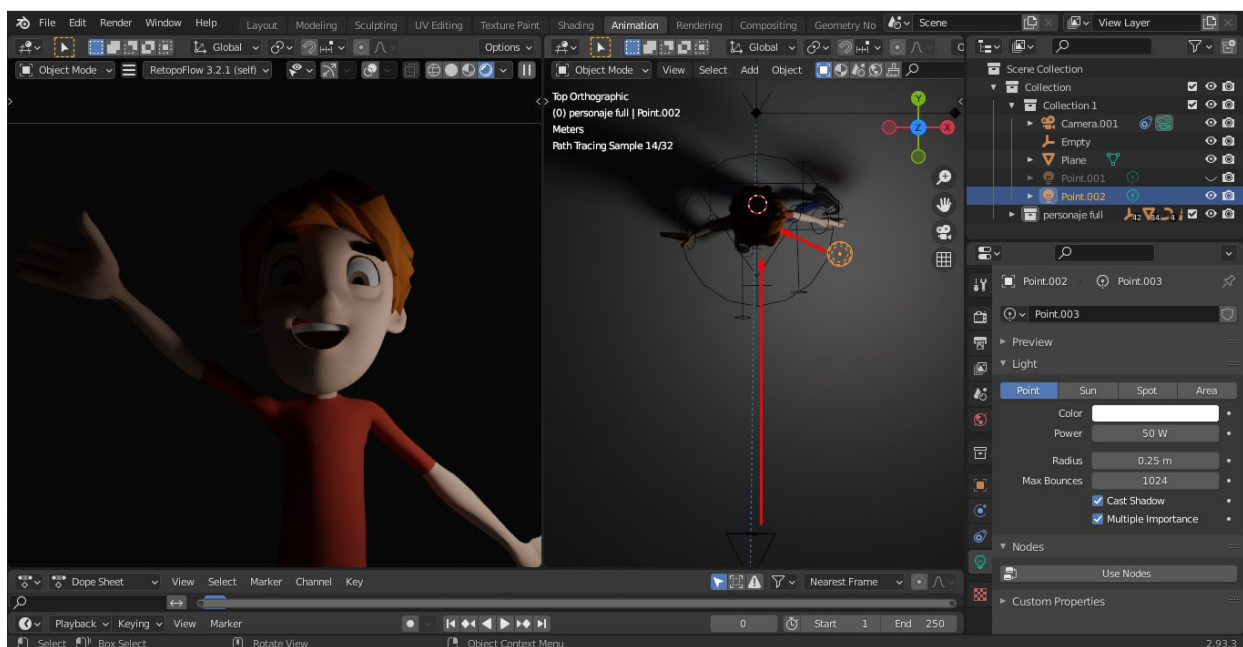 File Edit Render Window Help Layout Modeling Sculpting UV Editing Texture Paint Shading Animation Rendering Compositing Geometry No Scene View Layer
Global Options Global
Object Mode RetopoFlow 3.2.1 (self) Object Mode View Select Add Object
Scene Collection
Collection
Collection 1
Camera.001
Empty
Plane
Point.001
Point.002
personaje full 42 34 4
Top Orthographic
(0) personaje full | Point.002
Meters
Path Tracing Sample 14/32
Y
Z
X
Point.002 Point.003
Point.003
Preview
Light
Point Sun Spot Area
Color
Power 50 W
Radius 0.25 m
Max Bounces 1024
Cast Shadow
Multiple Importance
Nodes
Use Nodes
Custom Properties
Dope Sheet View Select Marker Channel Key Nearest Frame
Playback Keying View Marker 0 Start 1 End 250
Select Box Select Rotate View Object Context Menu 2.93.3